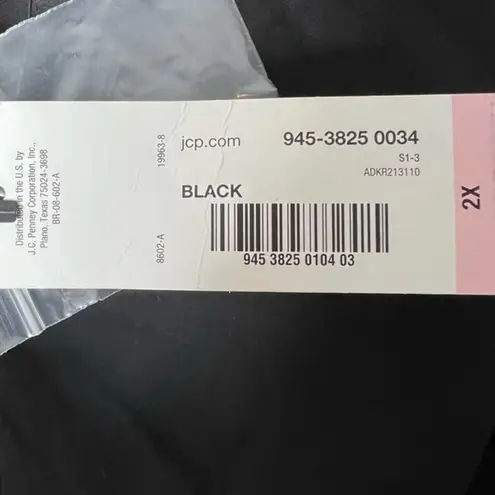 Distributed in the U.S. by
J.C. Penney Corporation, Inc.,
Plano, Texas 75024-3698
BR-08-602-A
19963-8
8602-A
jcp.com 945-3825 0034
S1-3
ADKR213110
BLACK
945 3825 0104 03
2X